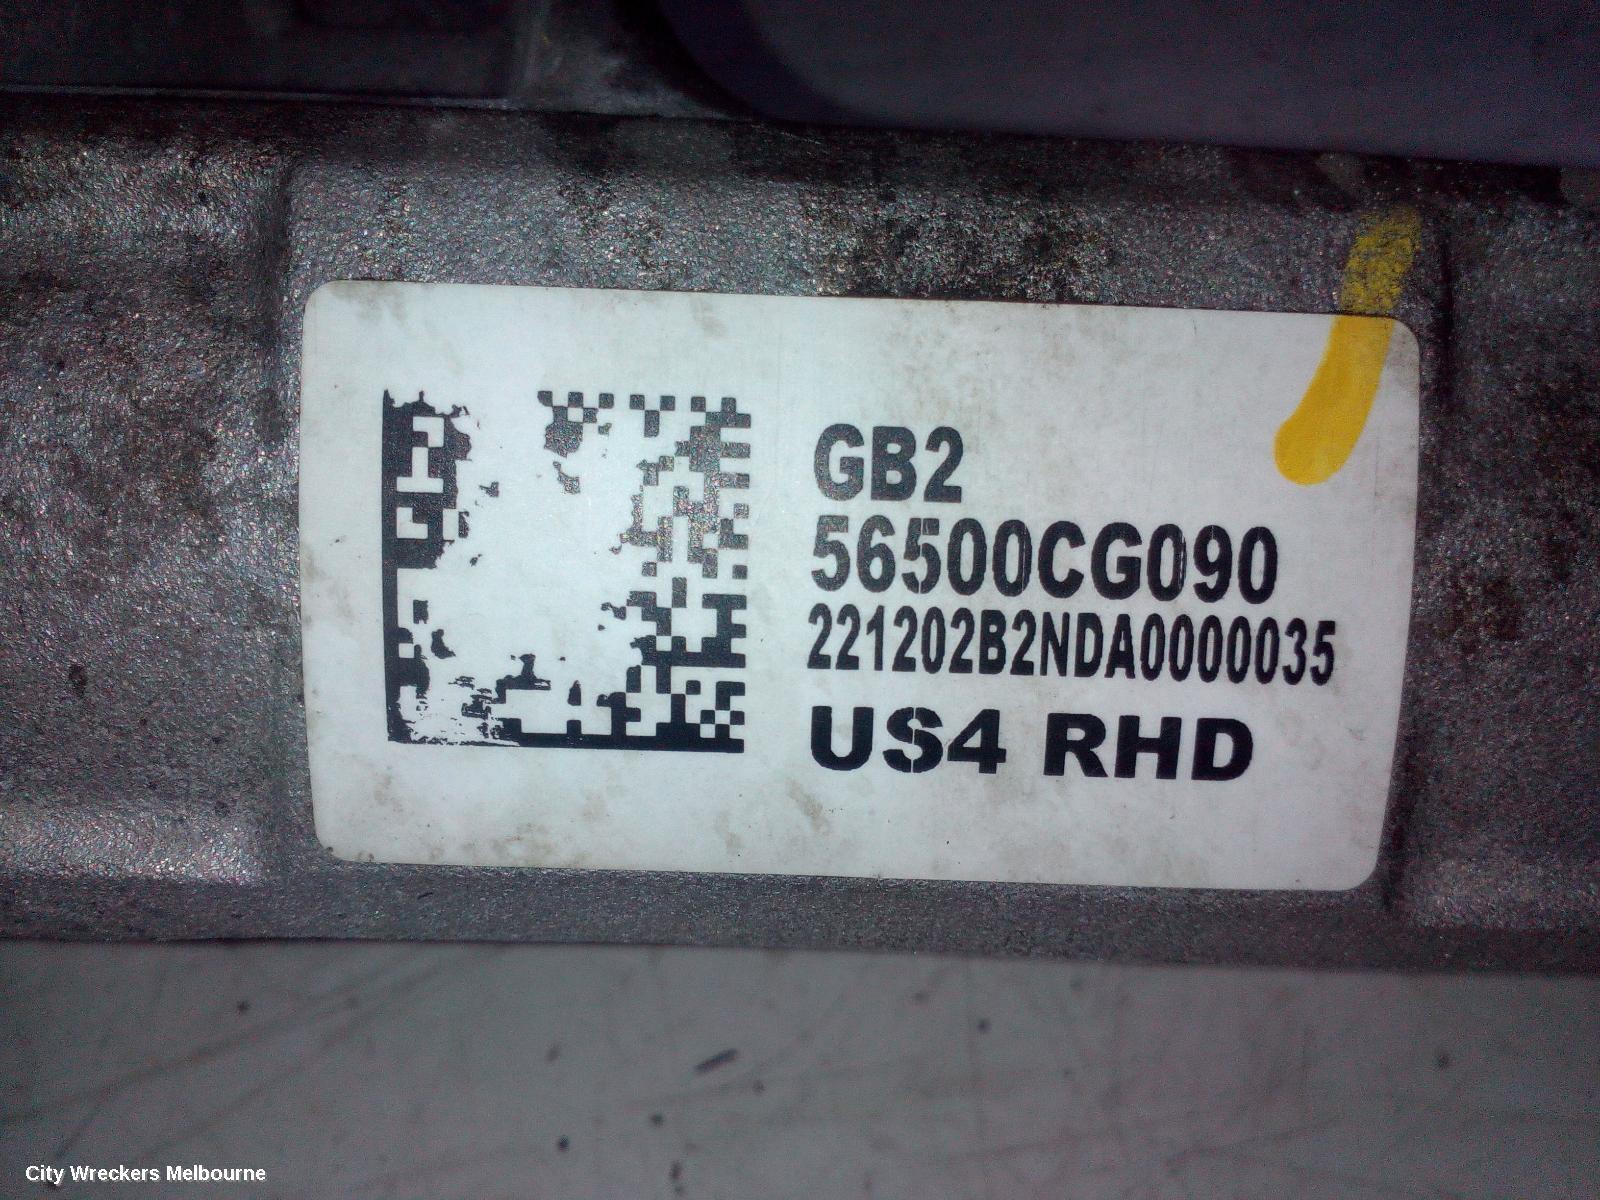 GB2
56500CG090
221202B2NDA0000035
US4 RHD
City Wreckers Melbourne